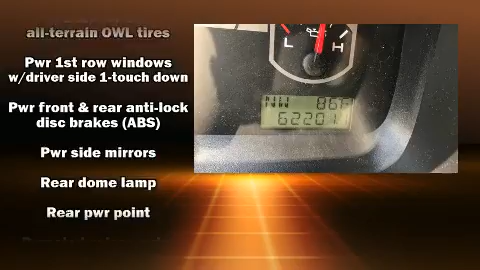 all-terrain OWL tires
Pwr 1st row windows
w/driver side 1-touch down
Pwr front & rear anti-lock
disc brakes (ABS)
Pwr side mirrors
Rear dome lamp
Rear pwr point
L H
NW 86F
62201